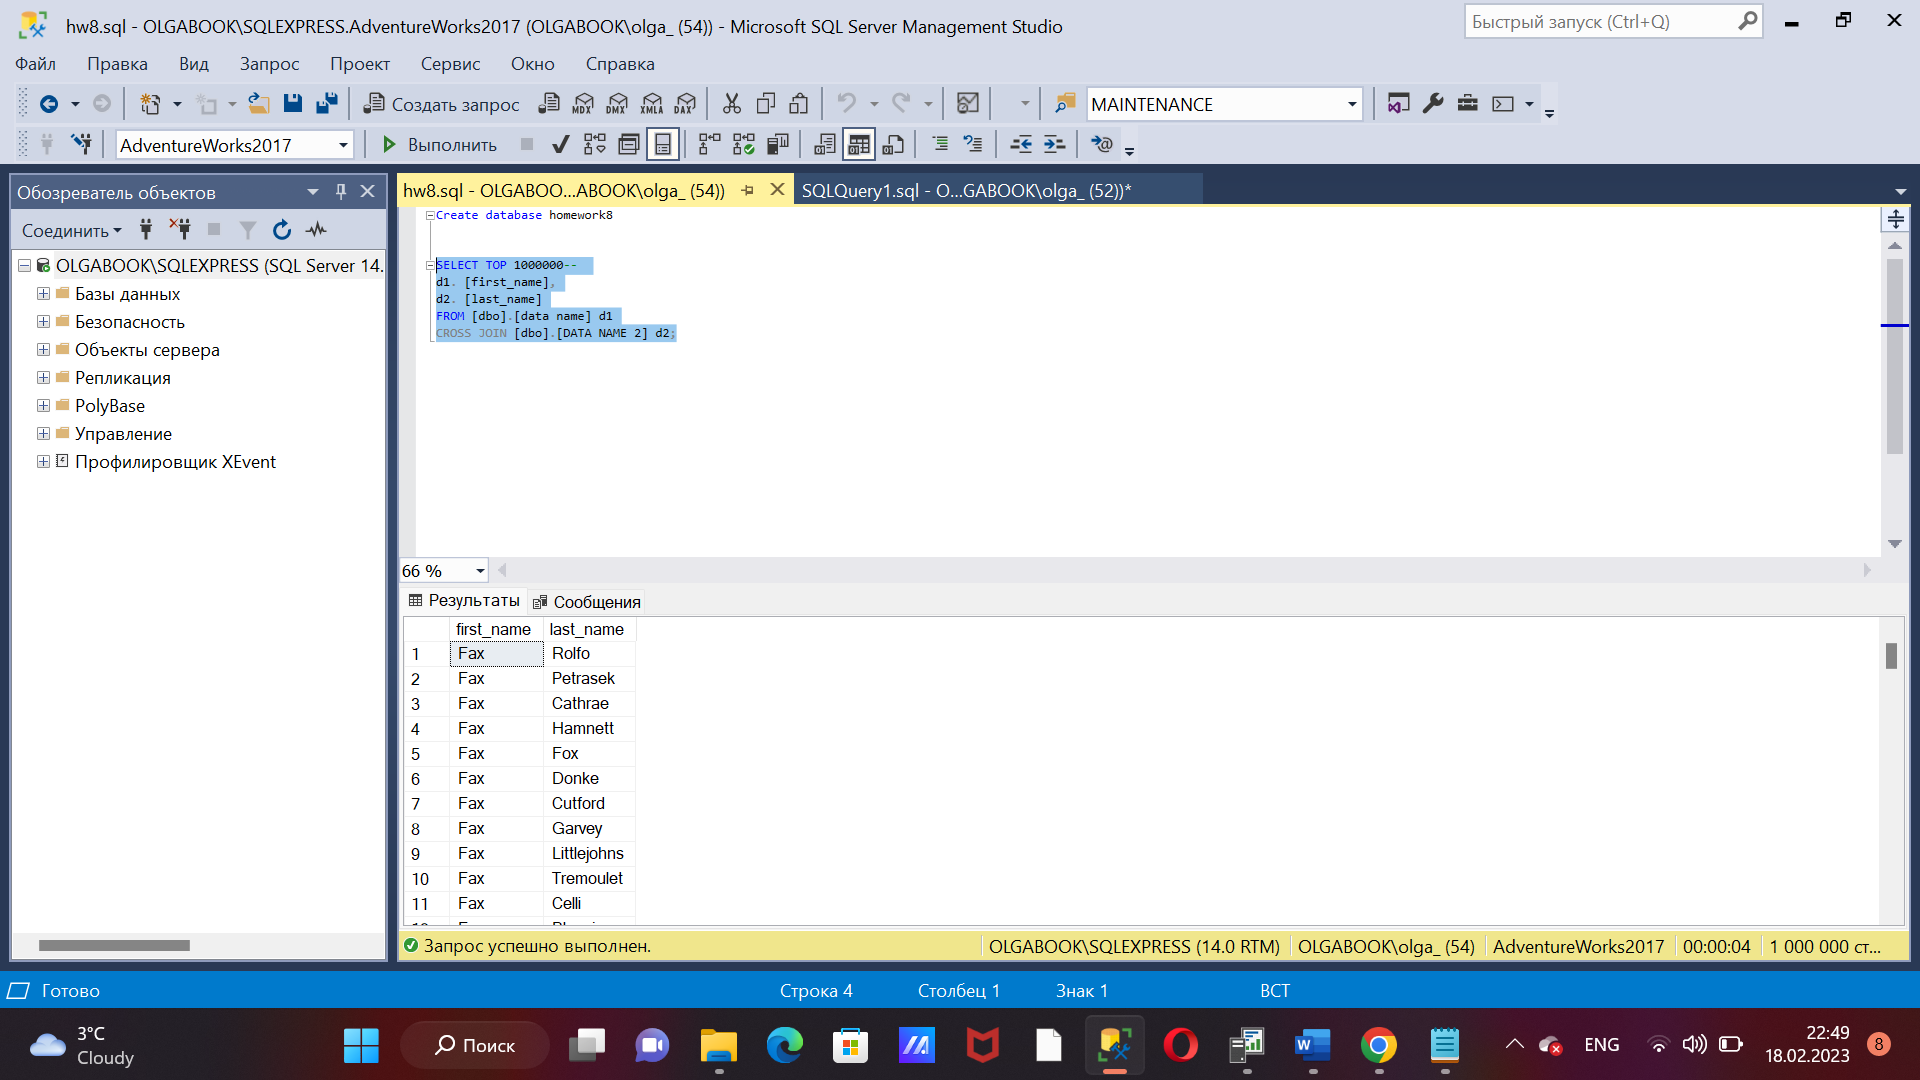 hw8.sql - OLGABOOK\SQLEXPRESS.AdventureWorks2017 (OLGABOOK\olga_ (54)) - Microsoft SQL Server Management Studio
Быстрый запуск (Ctrl+Q)
Файл Правка Вид Запрос Проект Сервис Окно Справка
Создать запрос MDX DMX XMLA DAX MAINTENANCE
AdventureWorks2017 Выполнить
Обозреватель объектов
Соединить
OLGABOOK\SQLEXPRESS (SQL Server 14.
Базы данных
Безопасность
Объекты сервера
Репликация
PolyBase
Управление
Профилировщик XEvent
hw8.sql - OLGABOO...ABOOK\olga_ (54)) SQLQuery1.sql - O...GABOOK\olga_ (52))*
Create database homework8
SELECT TOP 1000000--
d1. [first_name],
d2. [last_name]
FROM [dbo].[data name] d1
CROSS JOIN [dbo].[DATA NAME 2] d2;
66 %
Результаты Сообщения
first_name last_name
1 Fax Rolfo
2 Fax Petrasek
3 Fax Cathrae
4 Fax Hamnett
5 Fax Fox
6 Fax Donke
7 Fax Cutford
8 Fax Garvey
9 Fax Littlejohns
10 Fax Tremoulet
11 Fax Celli
Запрос успешно выполнен. OLGABOOK\SQLEXPRESS (14.0 RTM) OLGABOOK\olga_ (54) AdventureWorks2017 00:00:04 1 000 000 ст...
Готово Строка 4 Столбец 1 Знак 1 ВСТ
3°C
Cloudy
Поиск
ENG
22:49
18.02.2023
8